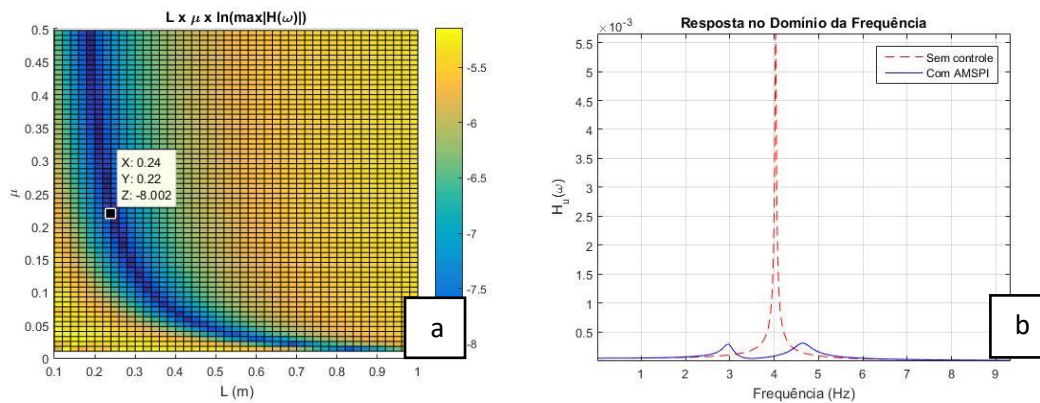 L x μ x ln(max|H(ω)|)
0.5
0.45
0.4
0.35
0.3
0.25
0.2
0.15
0.1
0.05
0
μ
X: 0.24
Y: 0.22
Z: -8.002
0.1 0.2 0.3 0.4 0.5 0.6 0.7 0.8 0.9 1
L (m)
-5.5
-6
-6.5
-7
-7.5
-8
a
Resposta no Domínio da Frequência
×10⁻³
5.5
5
4.5
4
3.5
3
2.5
2
1.5
1
0.5
H_u(ω)
Sem controle
Com AMSPI
1 2 3 4 5 6 7 8 9
Frequência (Hz)
b